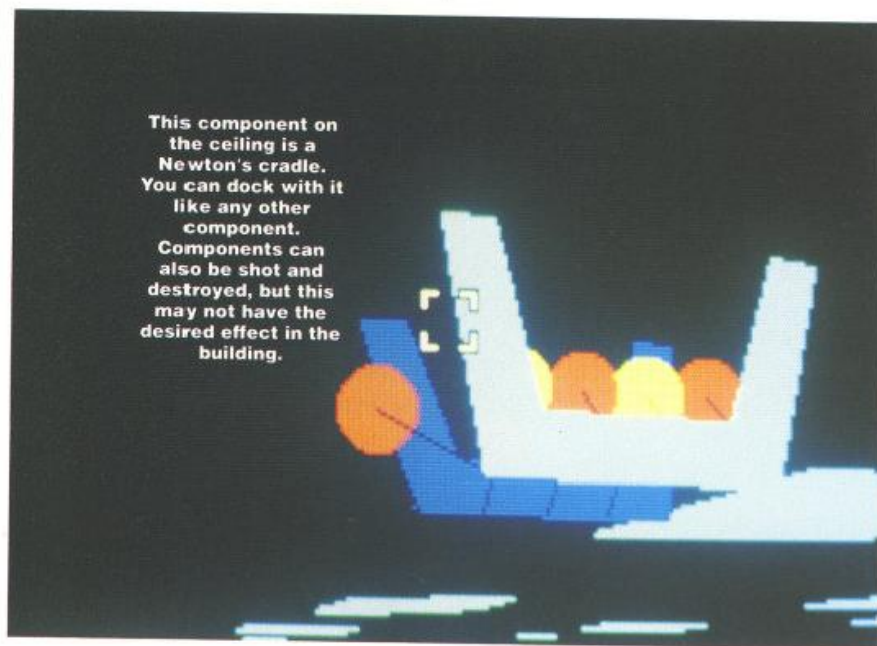 This component on
the ceiling is a
Newton's cradle.
You can dock with it
like any other
component.
Components can
also be shot and
destroyed, but this
may not have the
desired effect in the
building.